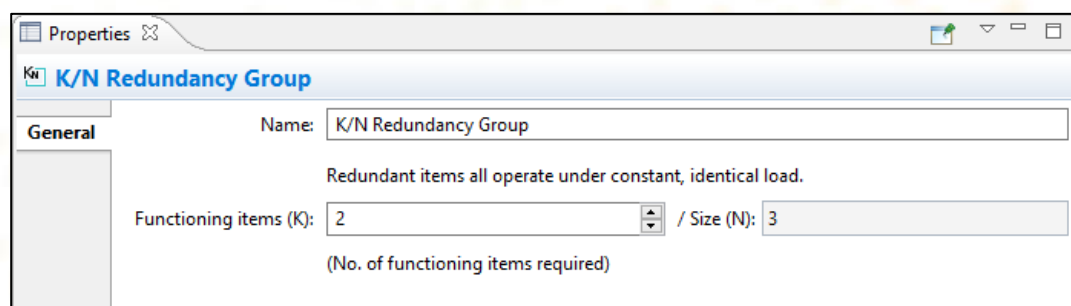 Properties
KN K/N Redundancy Group
General
Name: K/N Redundancy Group
Redundant items all operate under constant, identical load.
Functioning items (K): 2 / Size (N): 3
(No. of functioning items required)